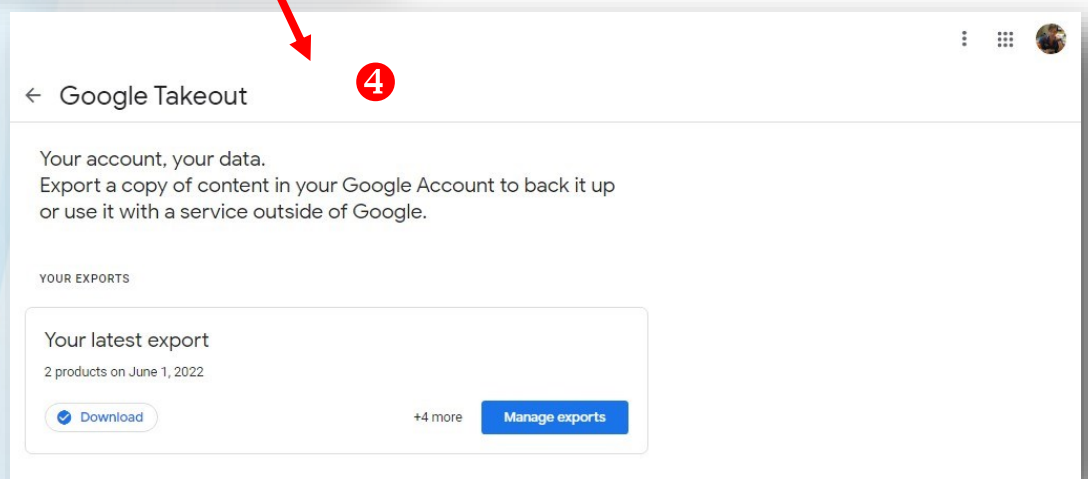 4
Google Takeout
Your account, your data.
Export a copy of content in your Google Account to back it up
or use it with a service outside of Google.
YOUR EXPORTS
Your latest export
2 products on June 1, 2022
Download
+4 more
Manage exports